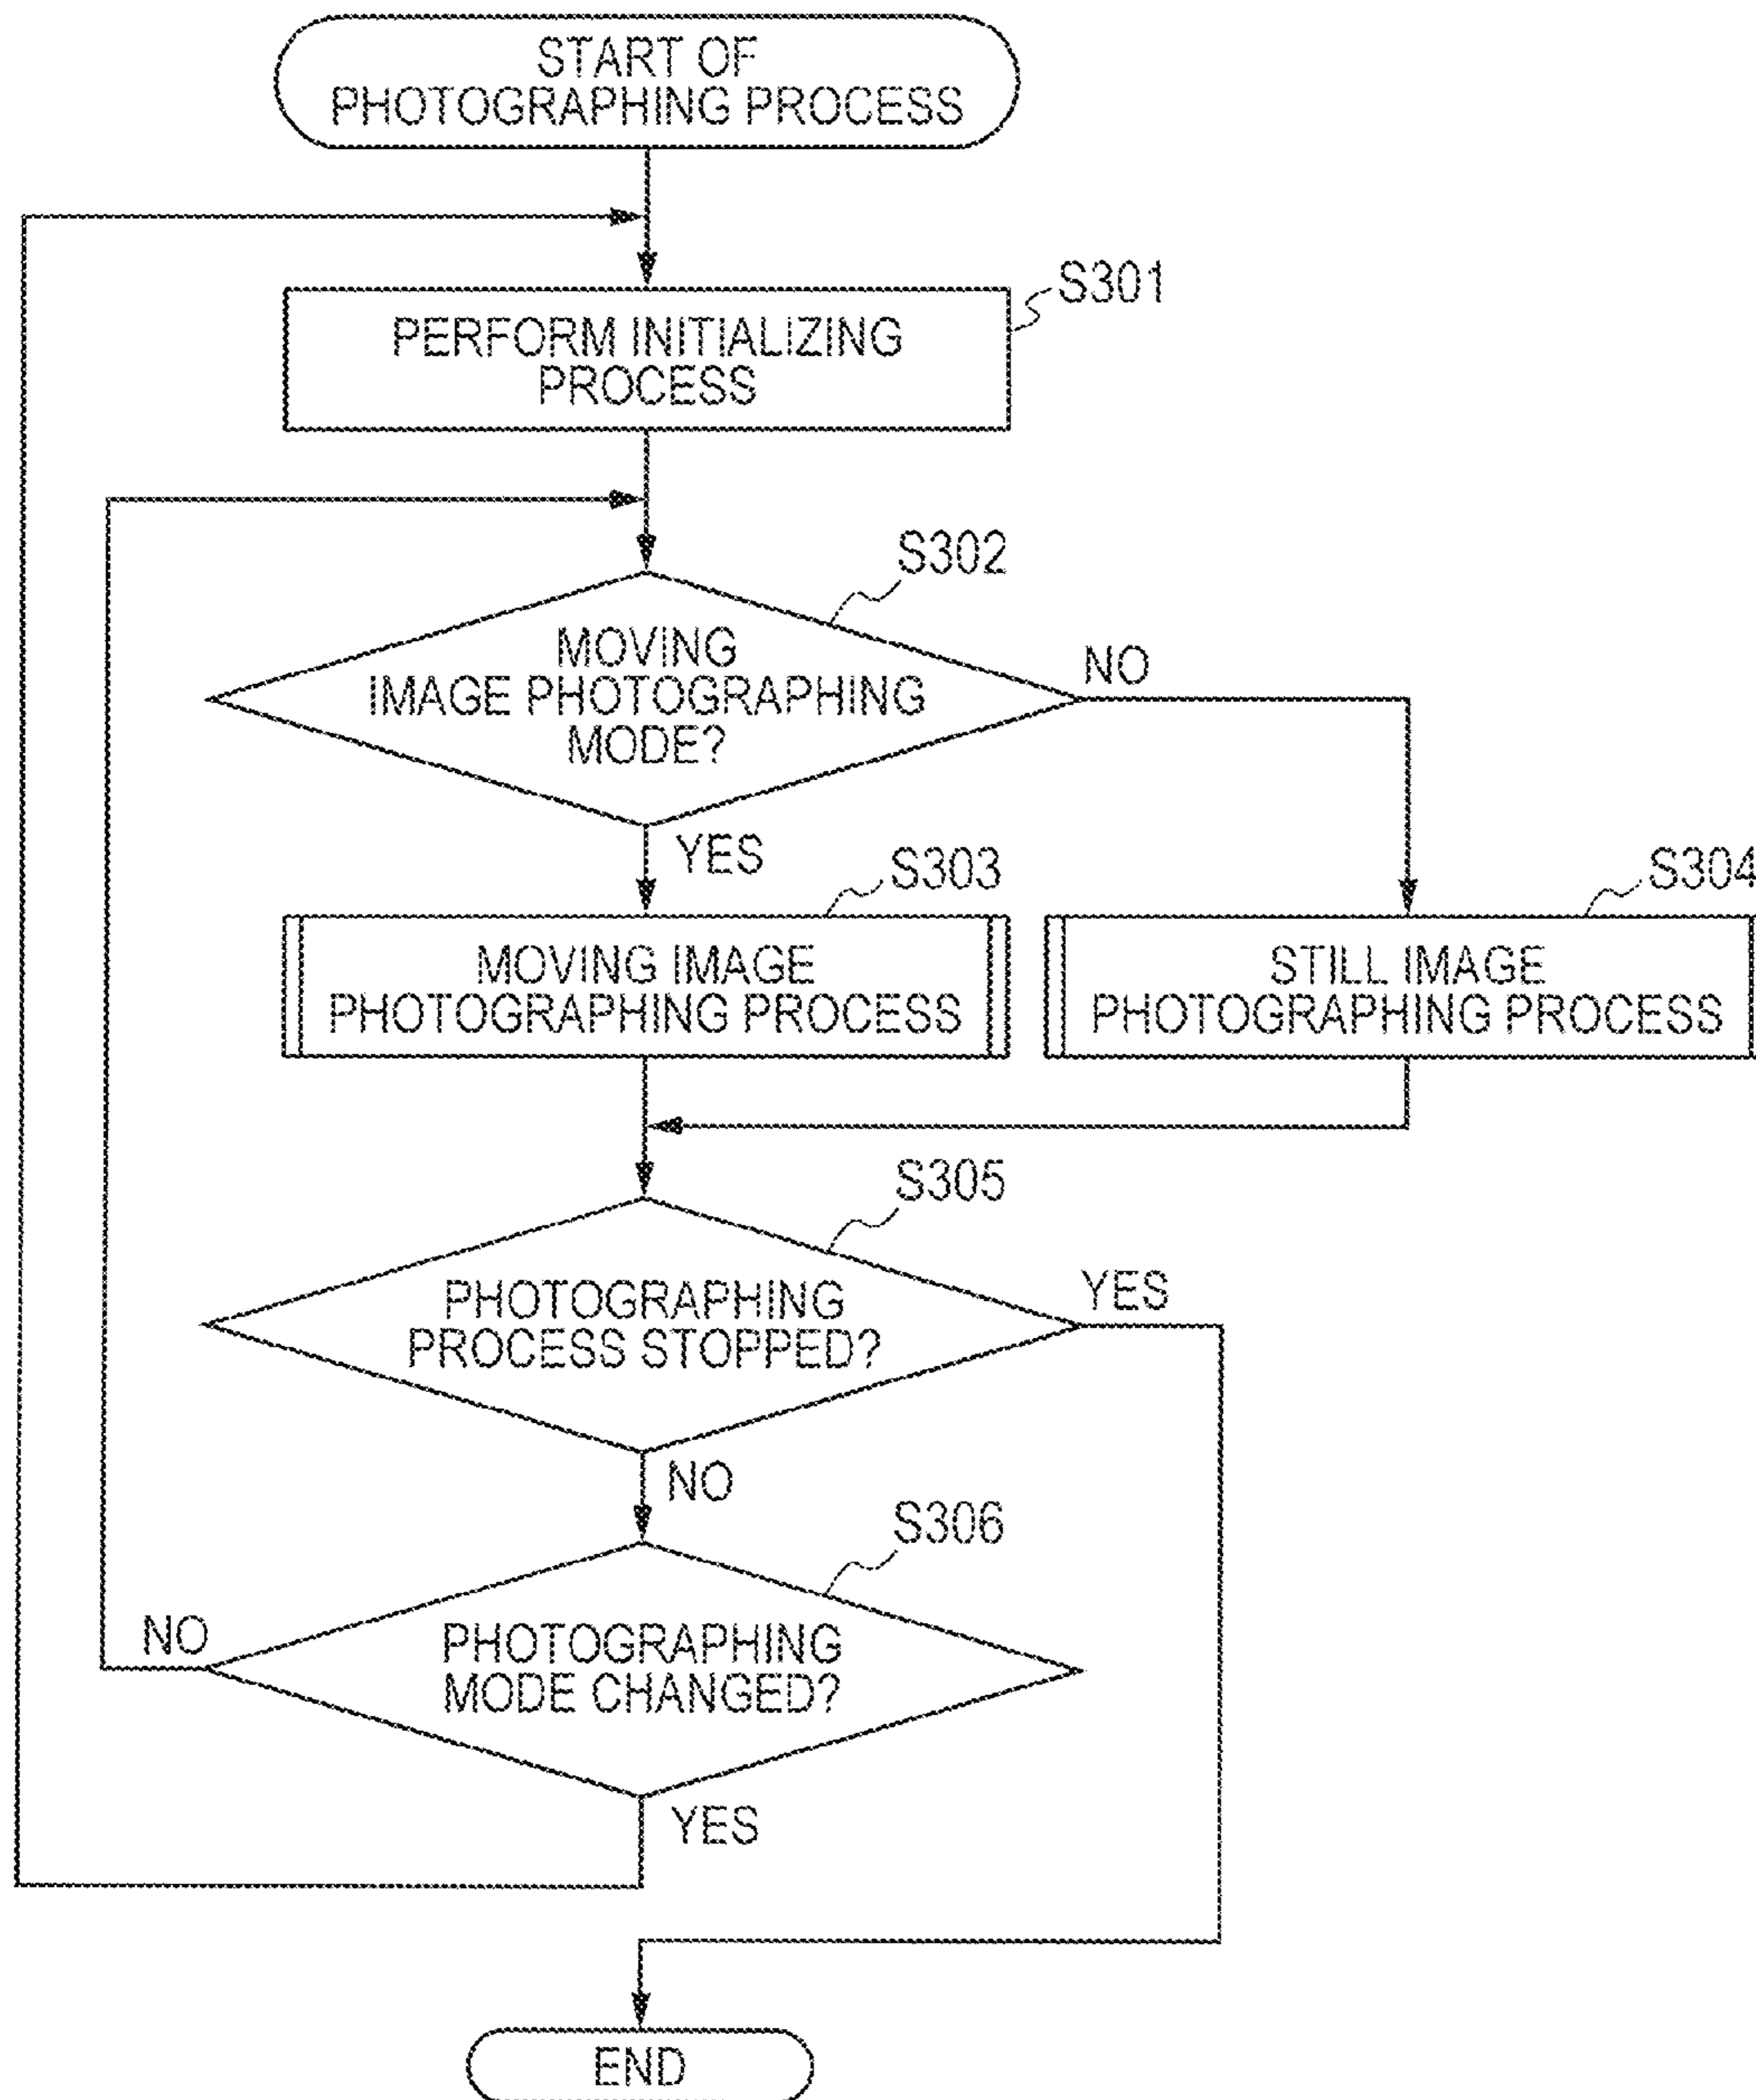 START OF
PHOTOGRAPHING PROCESS
S301
PERFORM INITIALIZING
PROCESS
S302
MOVING
IMAGE PHOTOGRAPHING
MODE?
NO
YES
S303
S304
MOVING IMAGE
PHOTOGRAPHING PROCESS
STILL IMAGE
PHOTOGRAPHING PROCESS
S305
PHOTOGRAPHING
PROCESS STOPPED?
YES
NO
S306
NO
PHOTOGRAPHING
MODE CHANGED?
YES
END